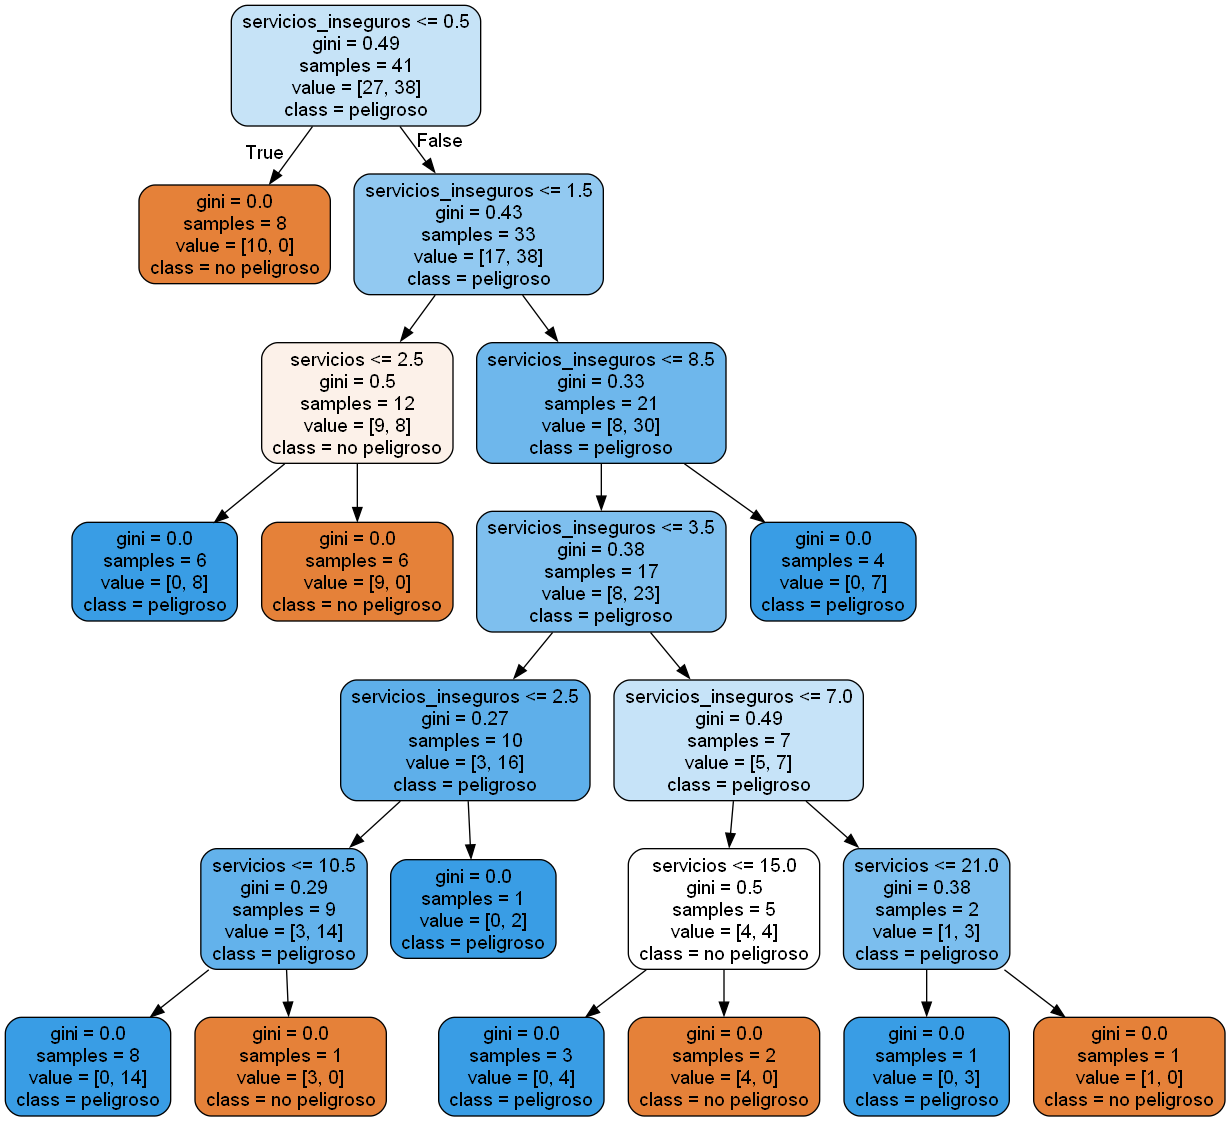 servicios_inseguros <= 0.5
gini = 0.49
samples = 41
value = [27, 38]
class = peligroso
True
False
gini = 0.0
samples = 8
value = [10, 0]
class = no peligroso
servicios_inseguros <= 1.5
gini = 0.43
samples = 33
value = [17, 38]
class = peligroso
servicios <= 2.5
gini = 0.5
samples = 12
value = [9, 8]
class = no peligroso
servicios_inseguros <= 8.5
gini = 0.33
samples = 21
value = [8, 30]
class = peligroso
gini = 0.0
samples = 6
value = [0, 8]
class = peligroso
gini = 0.0
samples = 6
value = [9, 0]
class = no peligroso
servicios_inseguros <= 3.5
gini = 0.38
samples = 17
value = [8, 23]
class = peligroso
gini = 0.0
samples = 4
value = [0, 7]
class = peligroso
servicios_inseguros <= 2.5
gini = 0.27
samples = 10
value = [3, 16]
class = peligroso
servicios_inseguros <= 7.0
gini = 0.49
samples = 7
value = [5, 7]
class = peligroso
servicios <= 10.5
gini = 0.29
samples = 9
value = [3, 14]
class = peligroso
gini = 0.0
samples = 1
value = [0, 2]
class = peligroso
servicios <= 15.0
gini = 0.5
samples = 5
value = [4, 4]
class = no peligroso
servicios <= 21.0
gini = 0.38
samples = 2
value = [1, 3]
class = peligroso
gini = 0.0
samples = 8
value = [0, 14]
class = peligroso
gini = 0.0
samples = 1
value = [3, 0]
class = no peligroso
gini = 0.0
samples = 3
value = [0, 4]
class = peligroso
gini = 0.0
samples = 2
value = [4, 0]
class = no peligroso
gini = 0.0
samples = 1
value = [0, 3]
class = peligroso
gini = 0.0
samples = 1
value = [1, 0]
class = no peligroso